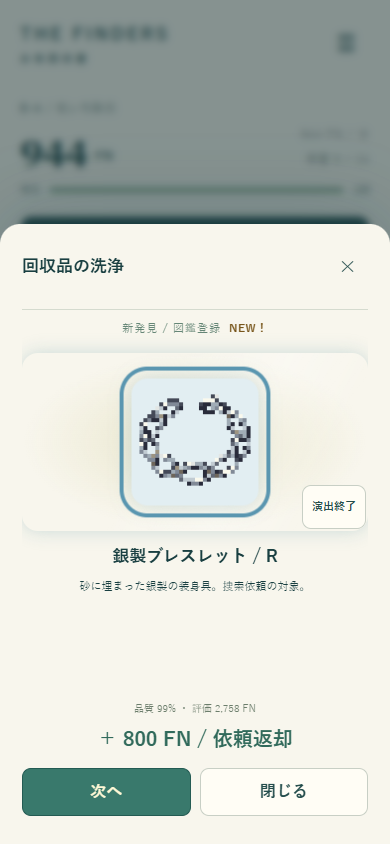 THE FINDERS
944
回収品の洗浄
新発見 / 図鑑登録 NEW!
演出終了
銀製ブレスレット / R
砂に埋まった銀製の装身具。捜索依頼の対象。
品質 99% ・ 評価 2,758 FN
+ 800 FN / 依頼返却
次へ
閉じる